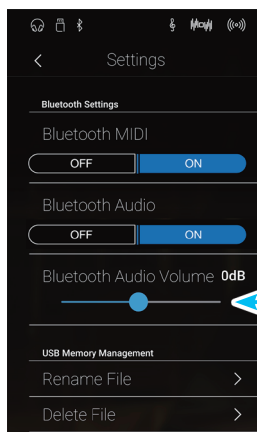 Settings
Bluetooth Settings
Bluetooth MIDI
OFF ON
Bluetooth Audio
OFF ON
Bluetooth Audio Volume 0dB
USB Memory Management
Rename File
Delete File